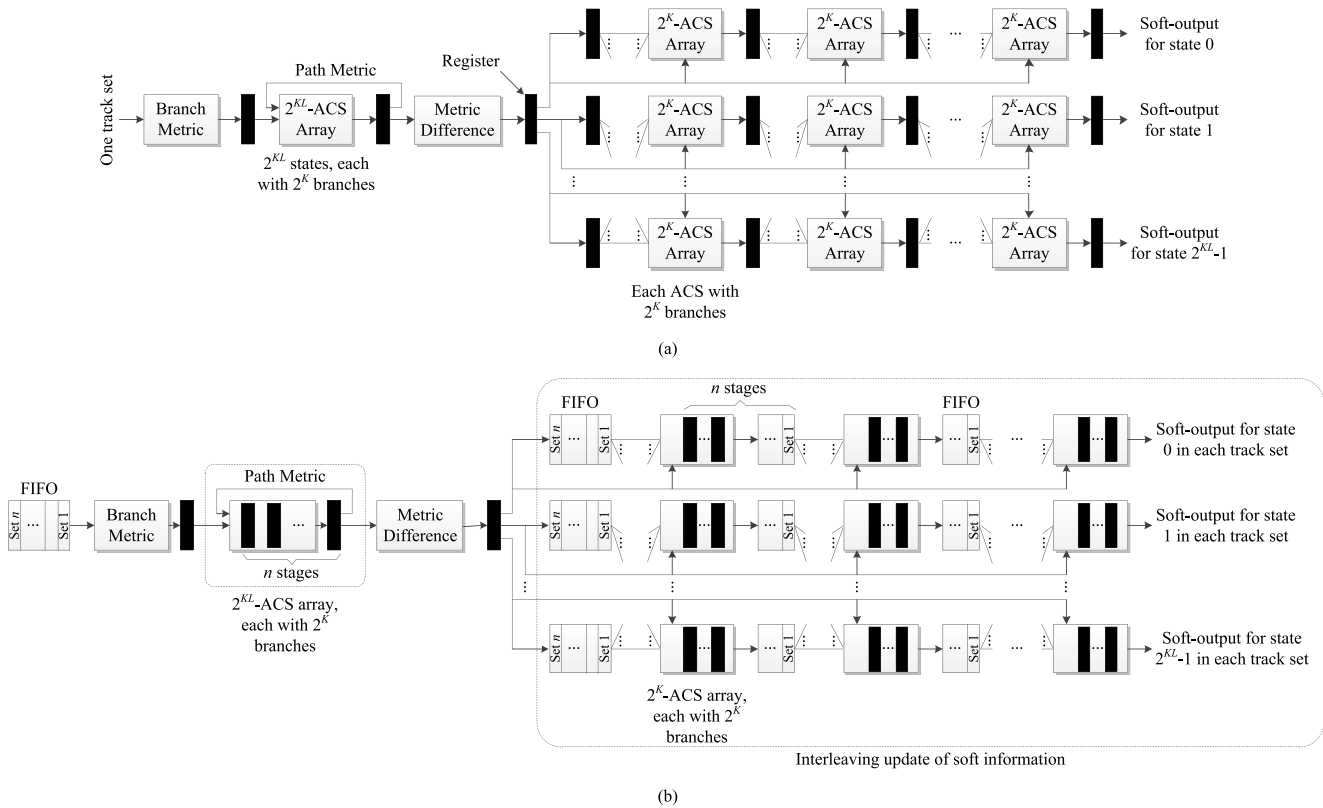 One track set
Branch
Metric
Path Metric
2^{KL}-ACS
Array
2^{KL} states, each
with 2^K branches
Metric
Difference
Register
2^K-ACS
Array
2^K-ACS
Array
...
2^K-ACS
Array
Soft-output
for state 0
2^K-ACS
Array
2^K-ACS
Array
...
2^K-ACS
Array
Soft-output
for state 1
2^K-ACS
Array
2^K-ACS
Array
...
2^K-ACS
Array
Soft-output
for state 2^{KL}-1
Each ACS with
2^K branches
(a)
FIFO
Set n ... Set 1
Branch
Metric
Path Metric
...
n stages
2^{KL}-ACS array,
each with 2^K
branches
Metric
Difference
FIFO
Set n ... Set 1
n stages
...
... Set 1
...
FIFO
... Set 1
...
...
Soft-output for state
0 in each track set
Set n ... Set 1
...
... Set 1
...
... Set 1
...
...
Soft-output for state
1 in each track set
Set n ... Set 1
...
... Set 1
...
... Set 1
...
...
Soft-output for state
2^{KL}-1 in each track set
2^K-ACS array,
each with 2^K
branches
Interleaving update of soft information
(b)